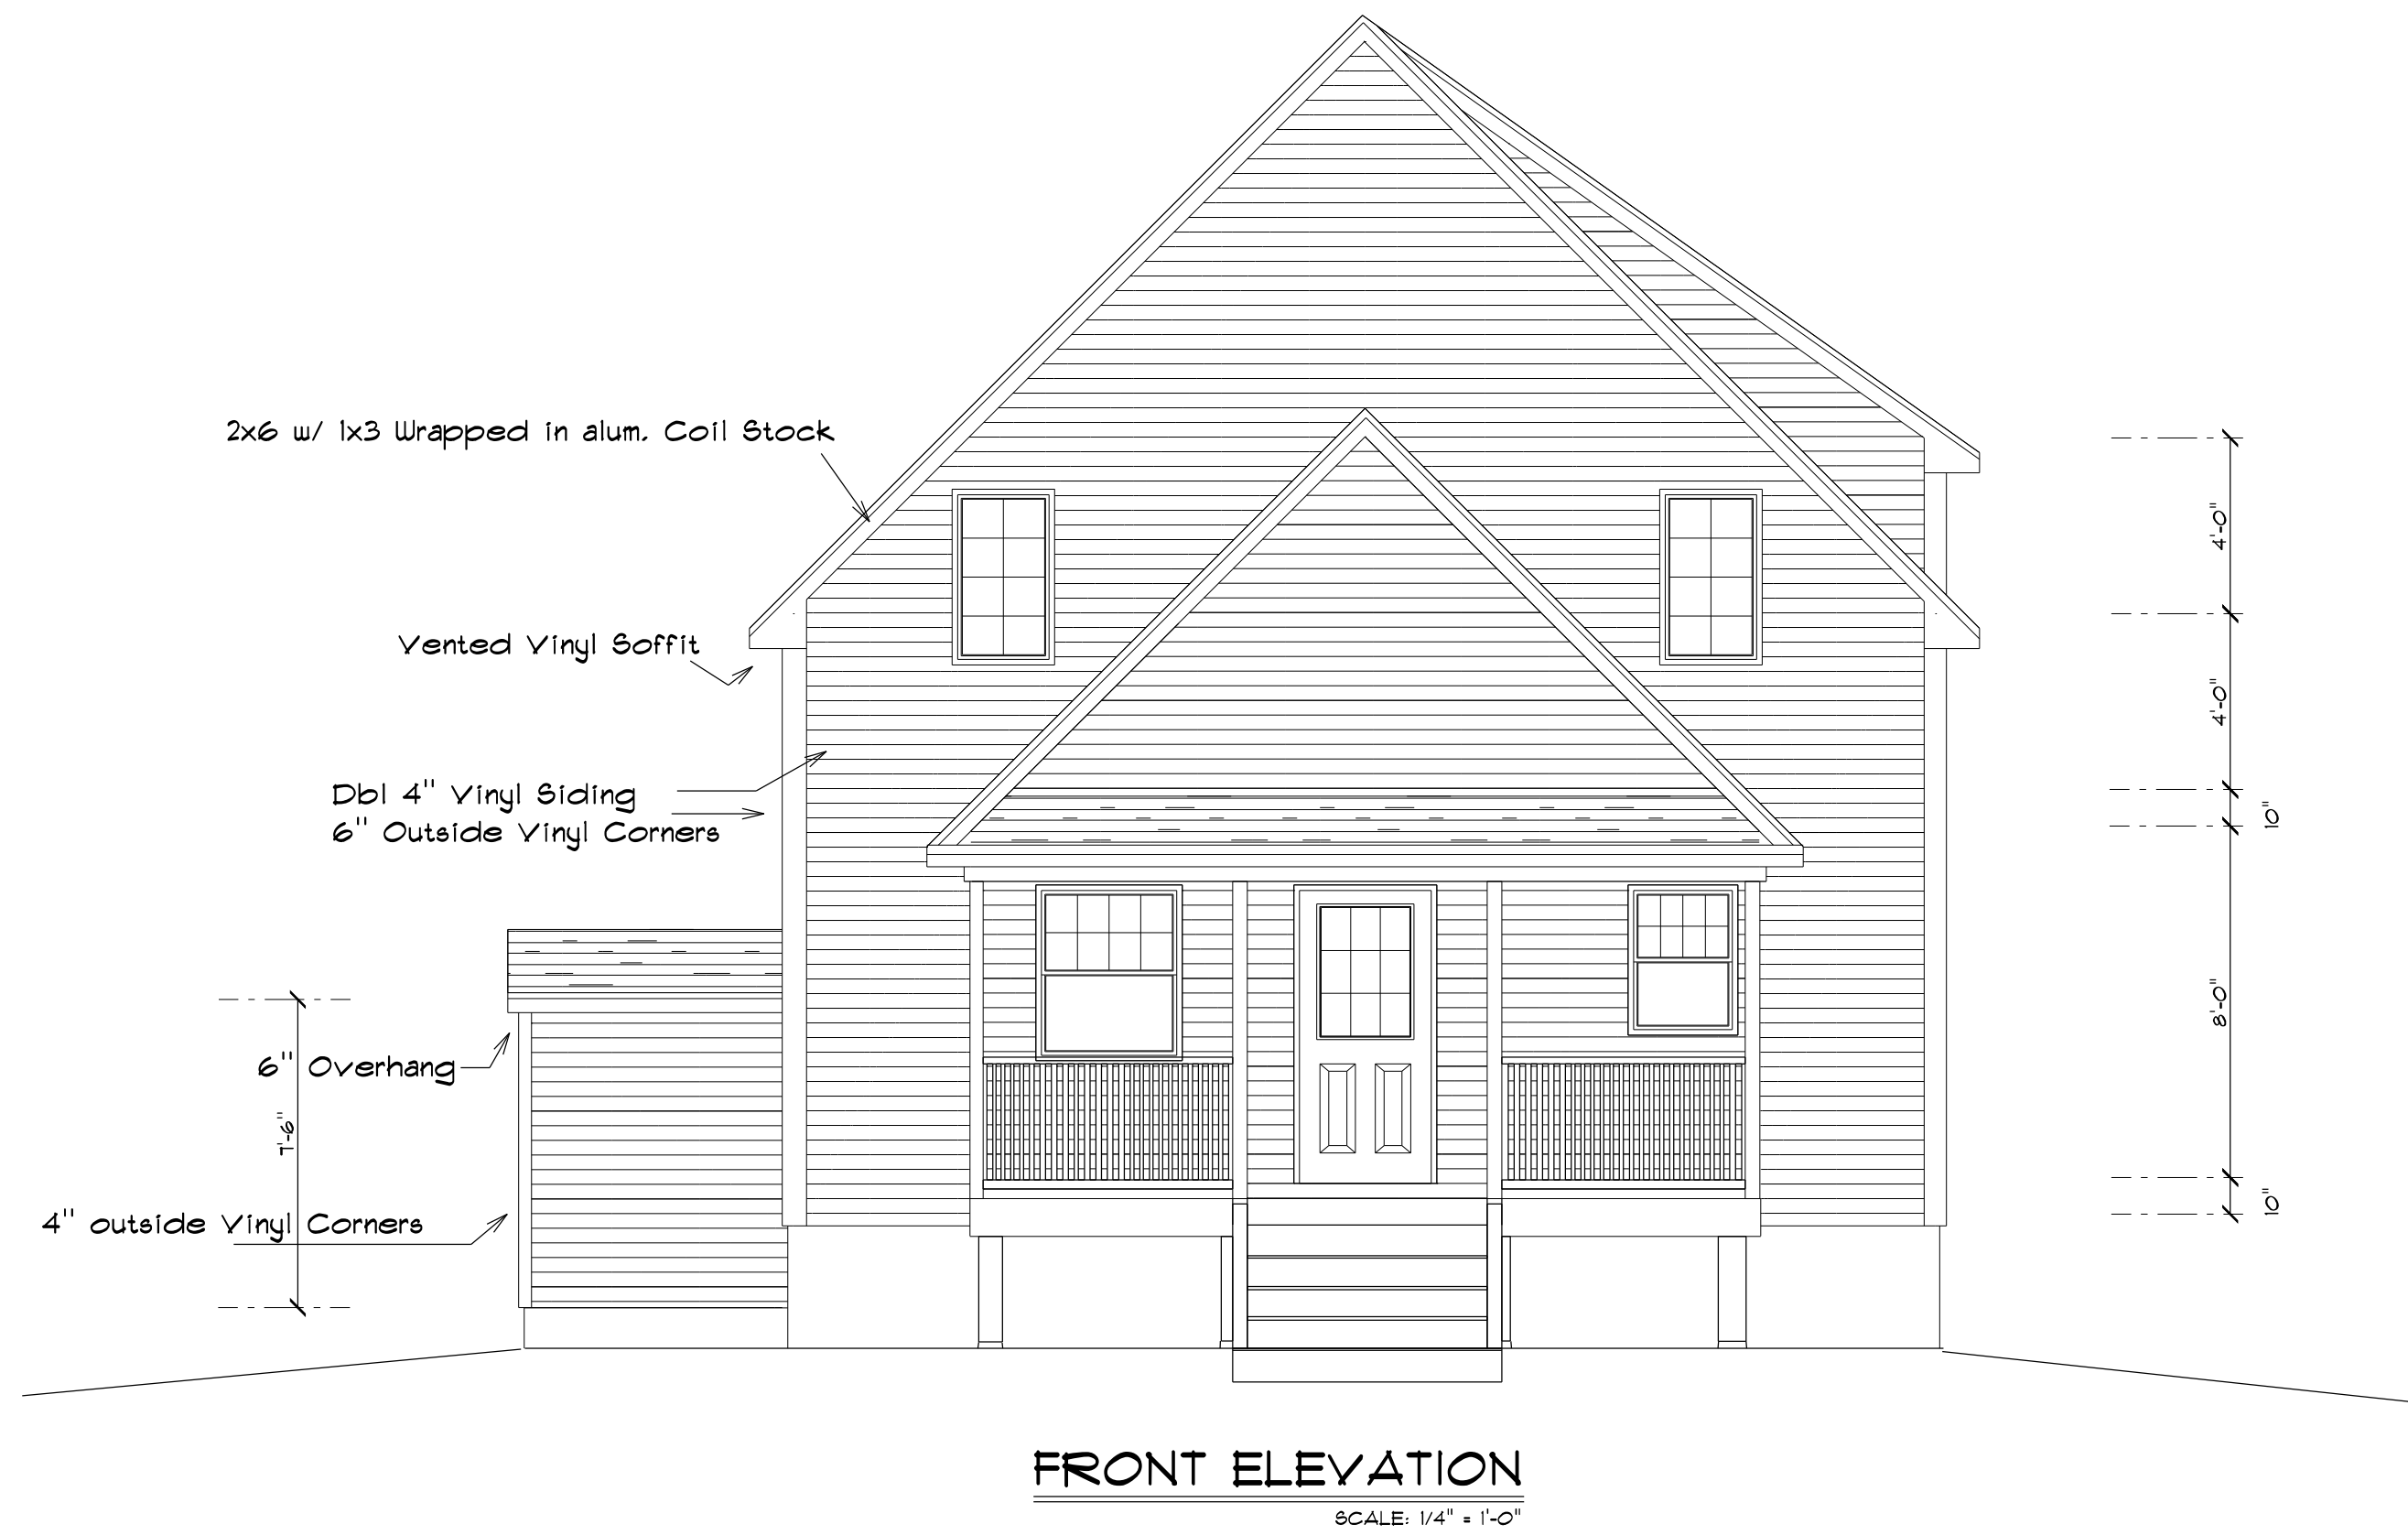 2x6 w/ 1x3 Wrapped in alum. Coil Stock
4'-0"
Vented Vinyl Soffit
4'-0"
Dbl 4" Vinyl Siding
10"
6" Outside Vinyl Corners
8'-0"
6" Overhang
7'-6"
4" outside Vinyl Corners
10"
FRONT ELEVATION
SCALE: 1/4" = 1'-0"